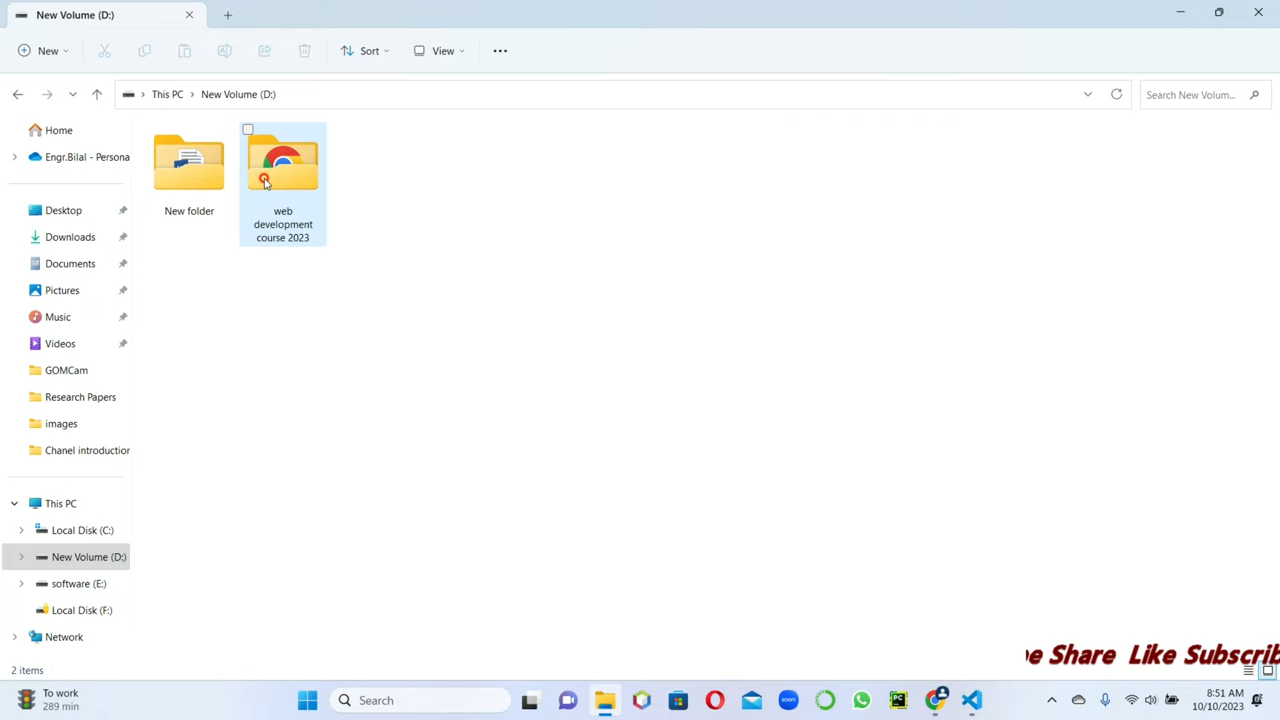 New Volume (D:)
New
Sort
View
This PC
New Volume (D:)
Search New Volum...
Home
Engr.Bilal - Persona
Desktop
Downloads
Documents
Pictures
Music
Videos
GOMCam
Research Papers
images
Chanel introduction
This PC
Local Disk (C:)
New Volume (D:)
software (E:)
Local Disk (F:)
Network
New folder
web
development
course 2023
e Share Like Subscrib
2 items
To work
289 min
Search
zoom
PC
8:51 AM
10/10/2023